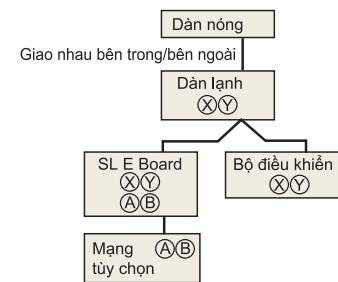 Dàn nóng
Giao nhau bên trong/bên ngoài
Dàn lạnh
ⓍⓎ
SL E Board
ⓍⓎ
ⒶⒷ
Bộ điều khiển
ⓍⓎ
Mạng ⒶⒷ
tùy chọn